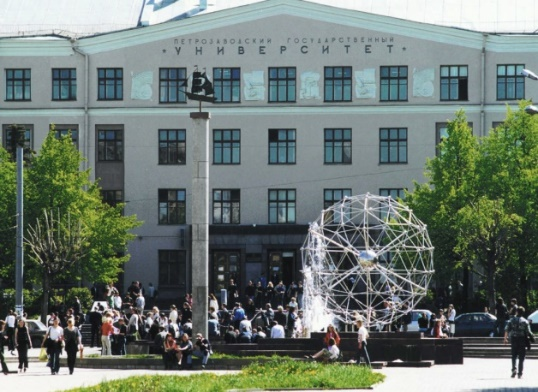 ПЕТРОЗАВОДСКИЙ ГОСУДАРСТВЕННЫЙ
УНИВЕРСИТЕТ